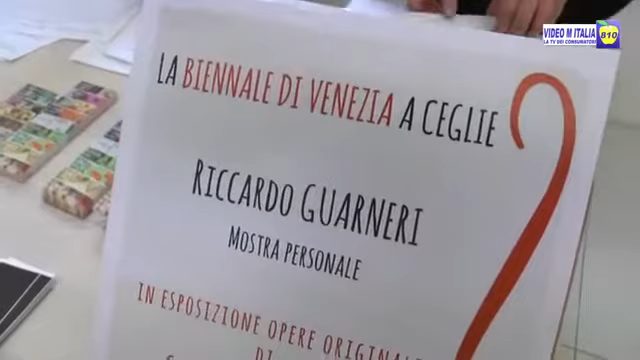 VIDEO M ITALIA
LA TV DEI CONSUMATORI
810
LA BIENNALE DI VENEZIA A CEGLIE
RICCARDO GUARNERI
MOSTRA PERSONALE
IN ESPOSIZIONE OPERE ORIGINALI
DI